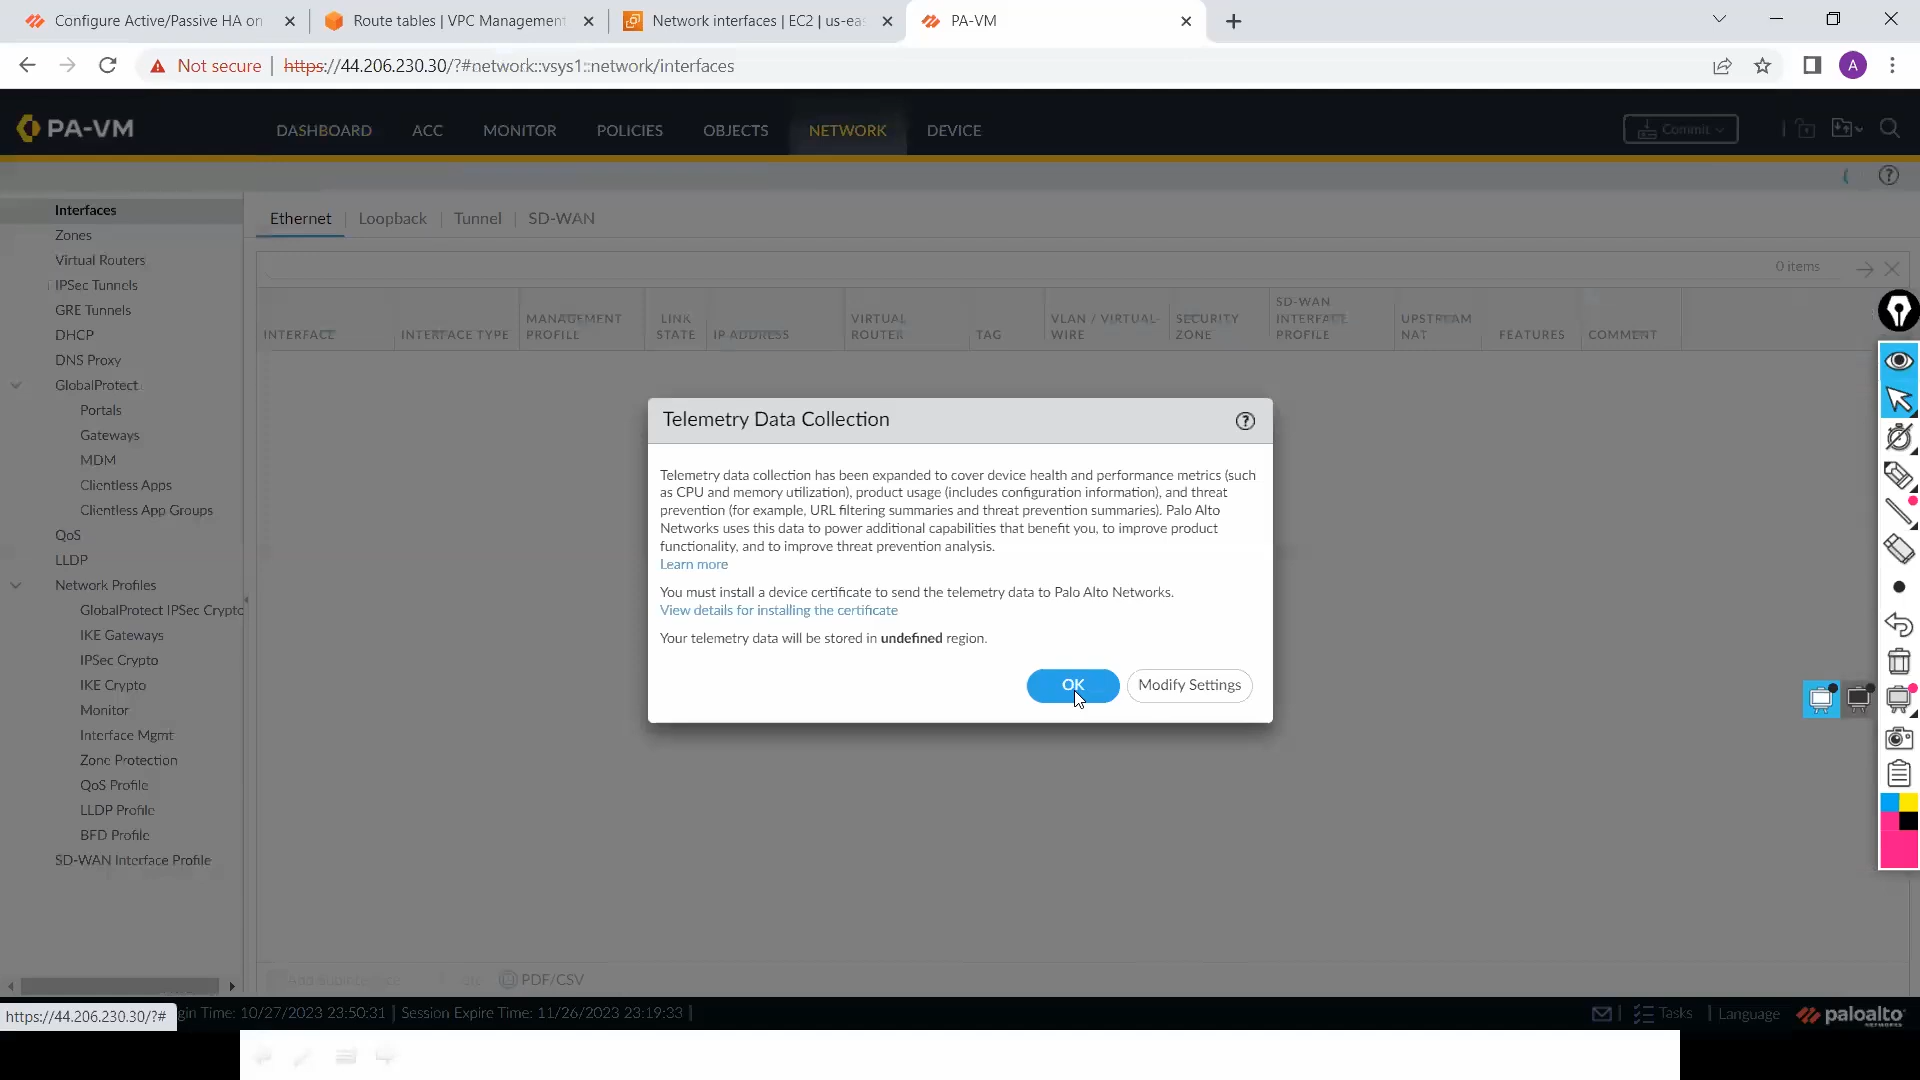 Configure Active/Passive HA on
Route tables | VPC Management
Network interfaces | EC2 | us-eas
PA-VM
Not secure | https://44.206.230.30/?#network::vsys1::network/interfaces
A
PA-VM
DASHBOARD ACC MONITOR POLICIES OBJECTS NETWORK DEVICE
Commit
Interfaces
Zones
Virtual Routers
IPSec Tunnels
GRE Tunnels
DHCP
DNS Proxy
GlobalProtect
Portals
Gateways
MDM
Clientless Apps
Clientless App Groups
QoS
LLDP
Network Profiles
GlobalProtect IPSec Crypto
IKE Gateways
IPSec Crypto
IKE Crypto
Monitor
Interface Mgmt
Zone Protection
QoS Profile
LLDP Profile
BFD Profile
SD-WAN Interface Profile
Ethernet | Loopback | Tunnel | SD-WAN
0 items
INTERFACE
INTERFACE TYPE
MANAGEMENT
PROFILE
LINK
STATE
IP ADDRESS
VIRTUAL
ROUTER
TAG
VLAN / VIRTUAL-
WIRE
SECURITY
ZONE
SD-WAN
INTERFACE
PROFILE
UPSTREAM
NAT
FEATURES
COMMENT
Telemetry Data Collection
Telemetry data collection has been expanded to cover device health and performance metrics (such
as CPU and memory utilization), product usage (includes configuration information), and threat
prevention (for example, URL filtering summaries and threat prevention summaries). Palo Alto
Networks uses this data to power additional capabilities that benefit you, to improve product
functionality, and to improve threat prevention analysis.
Learn more
You must install a device certificate to send the telemetry data to Palo Alto Networks.
View details for installing the certificate
Your telemetry data will be stored in undefined region.
OK
Modify Settings
PDF/CSV
https://44.206.230.30/?#
gin Time: 10/27/2023 23:50:31 | Session Expire Time: 11/26/2023 23:19:33 |
Tasks | Language
paloalto
NETWORKS